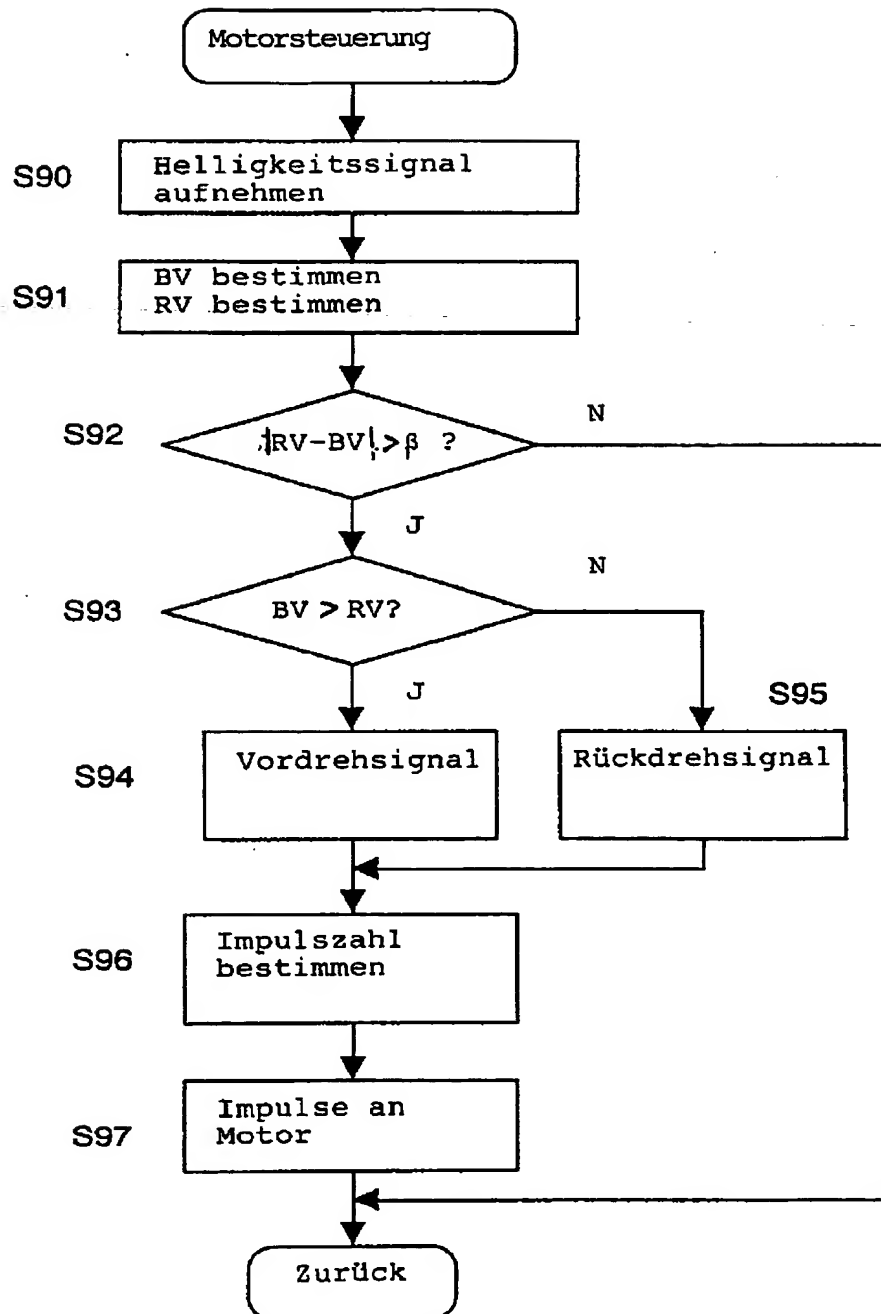 Motorsteuerung
S90
Helligkeitssignal
aufnehmen
S91
BV bestimmen
RV bestimmen
S92
|RV-BV|>β ?
N
J
S93
BV > RV?
N
J
S95
S94
Vordrehsignal
Rückdrehsignal
S96
Impulszahl
bestimmen
S97
Impulse an
Motor
Zurück